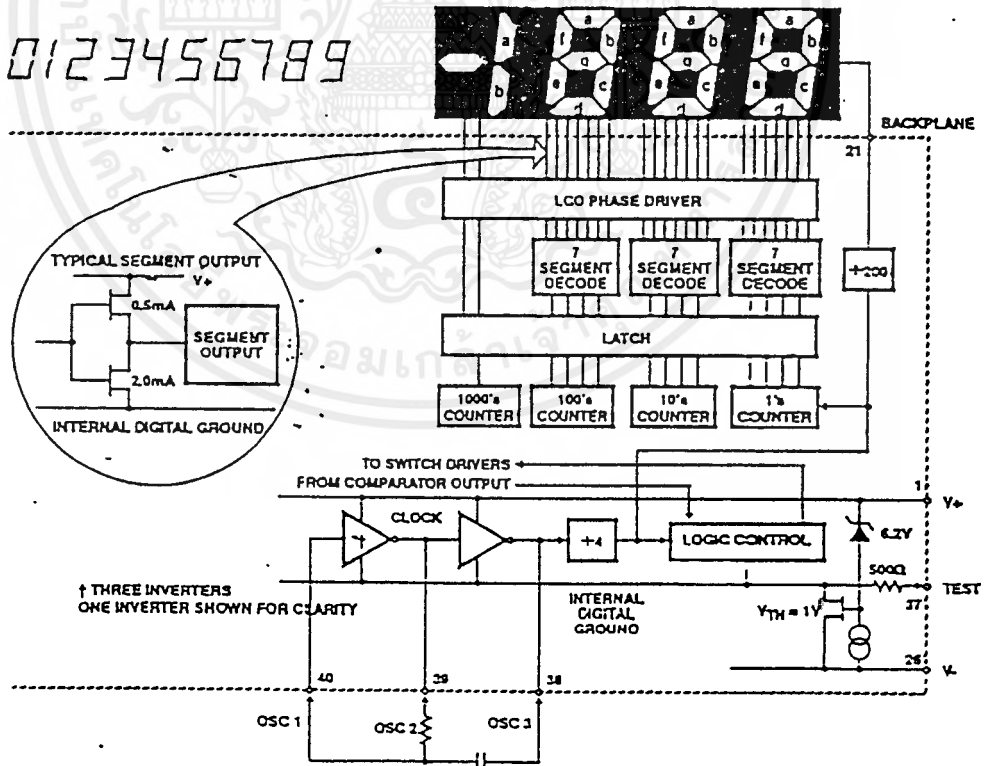 0123456789
a
b
a
f
b
g
e
c
d
a
f
b
g
e
c
d
a
f
b
g
e
c
d
BACKPLANE
21
LCD PHASE DRIVER
TYPICAL SEGMENT OUTPUT
V+
0.5mA
SEGMENT
OUTPUT
2.0mA
INTERNAL DIGITAL GROUND
7
SEGMENT
DECODE
7
SEGMENT
DECODE
7
SEGMENT
DECODE
÷200
LATCH
1000's
COUNTER
100's
COUNTER
10's
COUNTER
1's
COUNTER
TO SWITCH DRIVERS
FROM COMPARATOR OUTPUT
1
V+
CLOCK
÷4
LOGIC CONTROL
6.2V
500Ω
TEST
37
† THREE INVERTERS
ONE INVERTER SHOWN FOR CLARITY
INTERNAL
DIGITAL
GROUND
VTH = 1V
26
V-
40
39
38
OSC 1
OSC 2
OSC 3